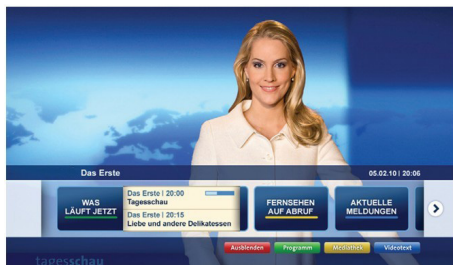 Das Erste
05.02.10 | 20:06
WAS
LÄUFT JETZT
Das Erste | 20:00
Tagesschau
Das Erste | 20:15
Liebe und andere Delikatessen
FERNSEHEN
AUF ABRUF
AKTUELLE
MELDUNGEN
Ausblenden
Programm
Mediathek
Videotext
tagesschau